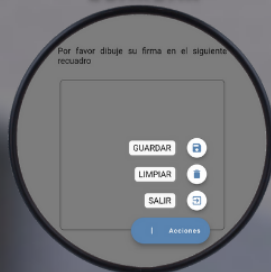 Por favor dibuje su firma en el siguiente
recuadro
GUARDAR
LIMPIAR
SALIR
Acciones